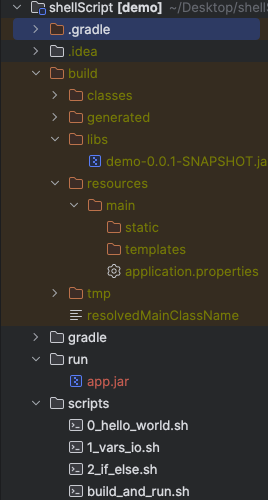 shellScript [demo] ~/Desktop/shell
.gradle
.idea
build
classes
generated
libs
demo-0.0.1-SNAPSHOT.ja
resources
main
static
templates
application.properties
tmp
resolvedMainClassName
gradle
run
app.jar
scripts
0_hello_world.sh
1_vars_io.sh
2_if_else.sh
build_and_run.sh